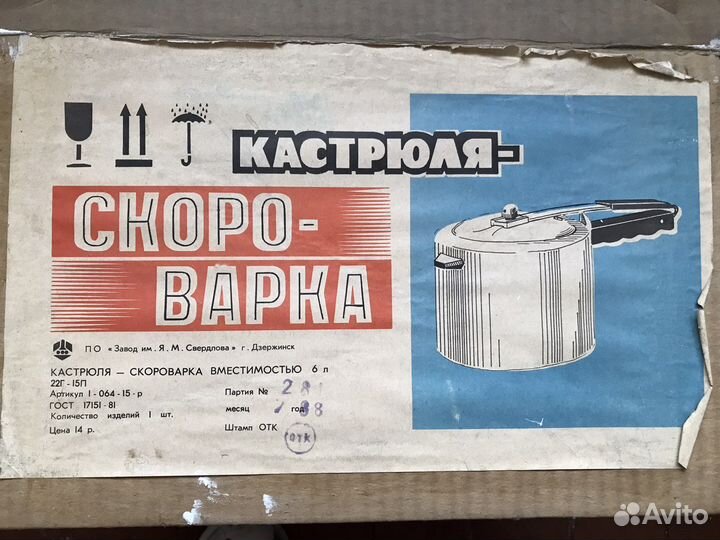 КАСТРЮЛЯ-
СКОРО-
ВАРКА
ПО «Завод им. Я. М. Свердлова» г. Дзержинск
КАСТРЮЛЯ — СКОРОВАРКА ВМЕСТИМОСТЬЮ 6 л
22Г-15П
Артикул 1-064-15-р
ГОСТ 17151-81
Количество изделий 1 шт.
Цена 14 р.
Партия №
месяц год 88
Штамп ОТК
ОТК
Avito